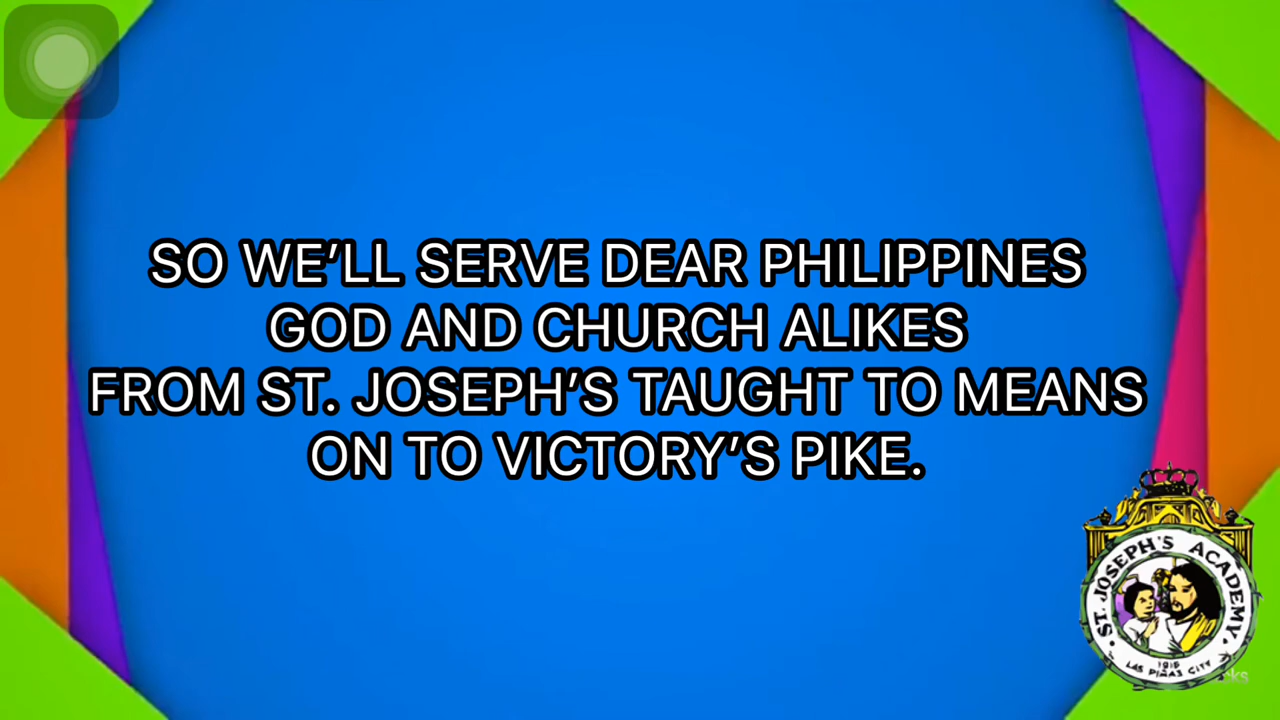 SO WE’LL SERVE DEAR PHILIPPINES
GOD AND CHURCH ALIKES
FROM ST. JOSEPH’S TAUGHT TO MEANS
ON TO VICTORY’S PIKE.
ST. JOSEPH'S ACADEMY
1915
LAS PIÑAS CITY